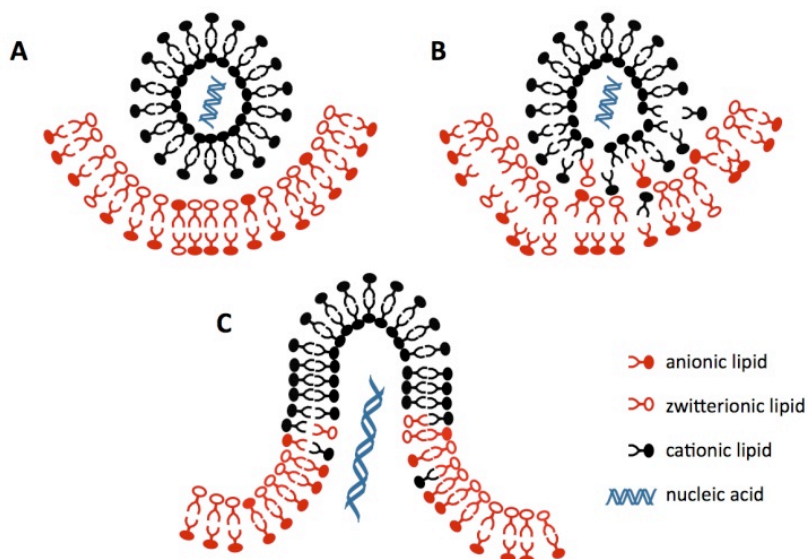 A
B
C
anionic lipid
zwitterionic lipid
cationic lipid
nucleic acid